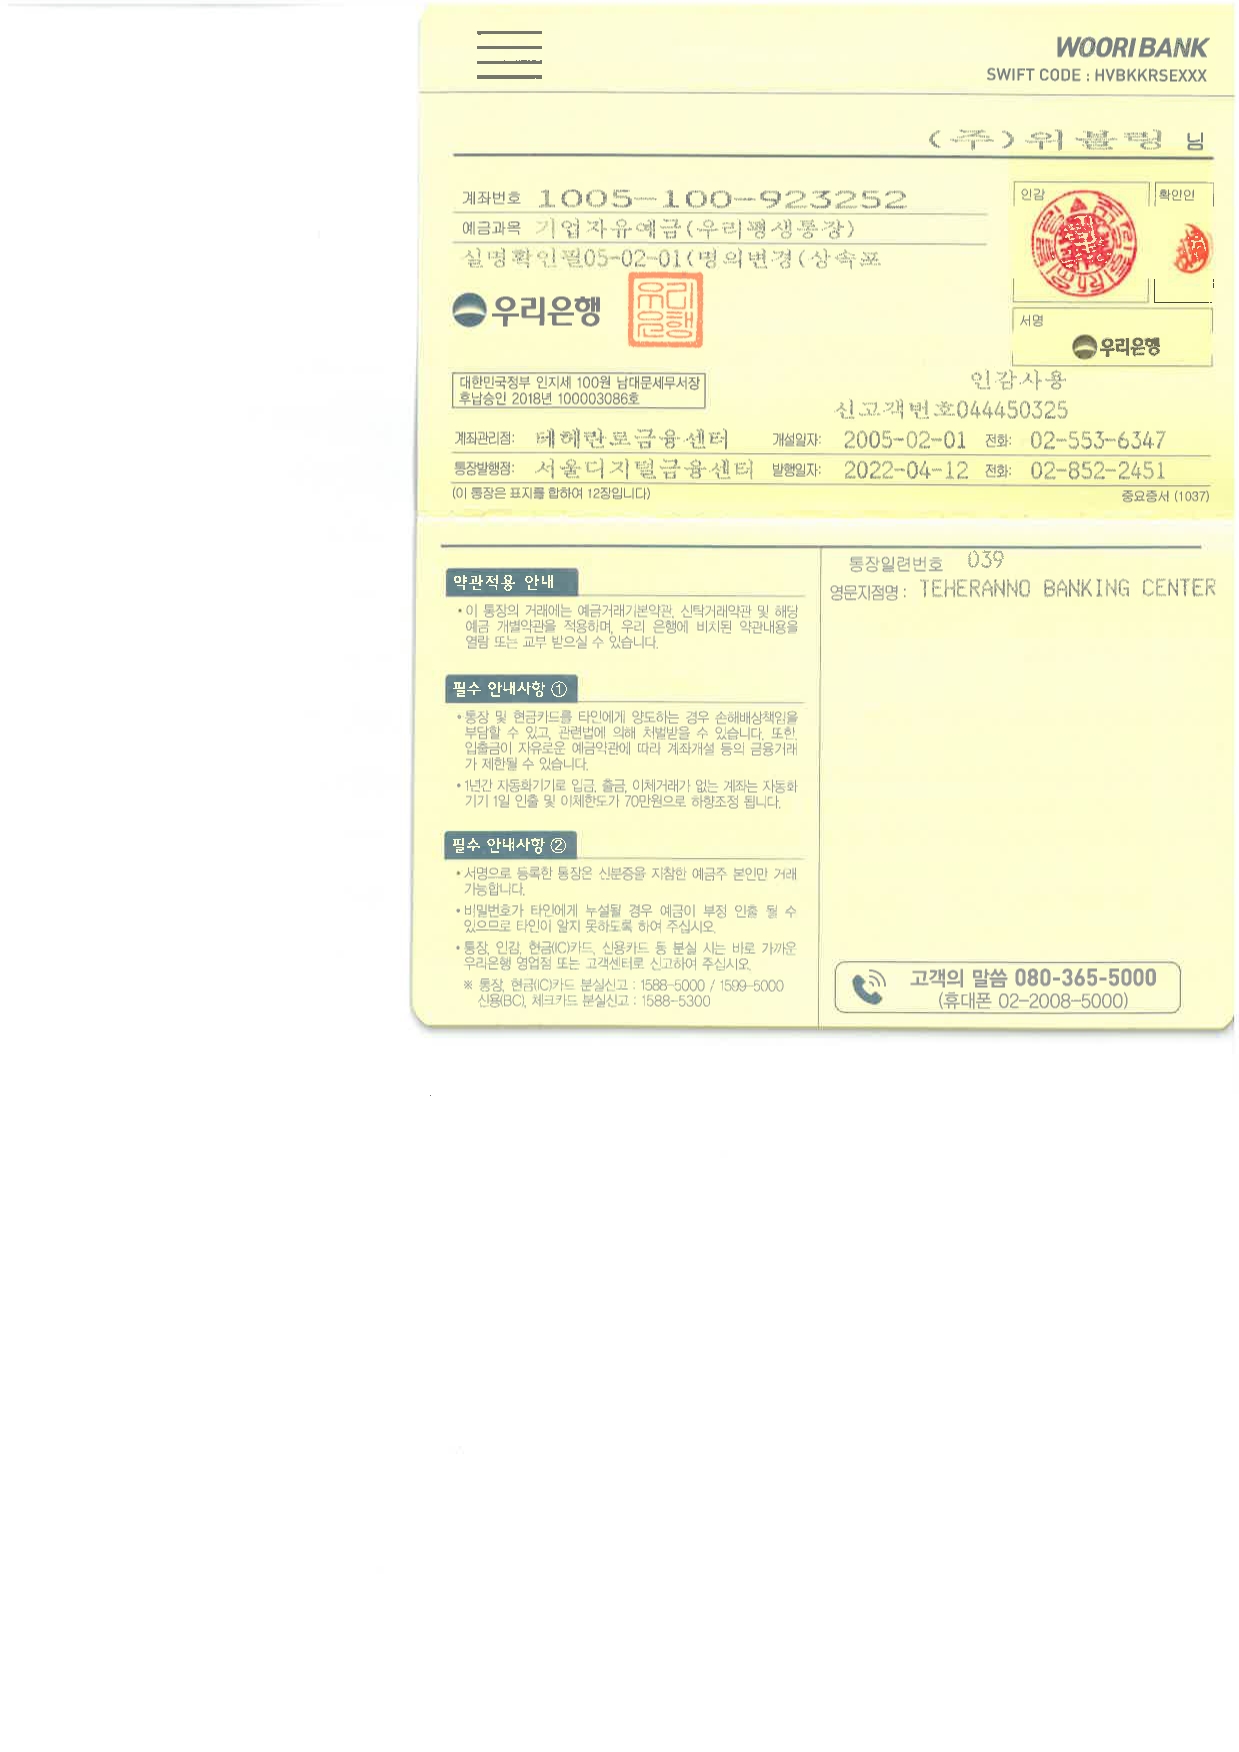 WOORI BANK
SWIFT CODE : HVBKKRSEXXX
(주)위블링 님
계좌번호 1005-100-923252
예금과목 기업자유예금(우리평생통장)
실명확인필05-02-01(명의변경(상속포
인감
확인인
우리은행
우리은행
서명
우리은행
대한민국정부 인지세 100원 남대문세무서장
후납승인 2018년 100003086호
인감사용
신고객번호044450325
계좌관리점: 테헤란로금융센터 개설일자: 2005-02-01 전화: 02-553-6347
통장발행점: 서울디지털금융센터 발행일자: 2022-04-12 전화: 02-852-2451
(이 통장은 표지를 합하여 12장입니다) 중요증서 (1037)
통장일련번호 039
영문지점명: TEHERANNO BANKING CENTER
약관적용 안내
• 이 통장의 거래에는 예금거래기본약관, 신탁거래약관 및 해당
예금 개별약관을 적용하며, 우리 은행에 비치된 약관내용을
열람 또는 교부 받으실 수 있습니다.
필수 안내사항 ①
• 통장 및 현금카드를 타인에게 양도하는 경우 손해배상책임을
부담할 수 있고, 관련법에 의해 처벌받을 수 있습니다. 또한,
입출금이 자유로운 예금약관에 따라 계좌개설 등의 금융거래
가 제한될 수 있습니다.
• 1년간 자동화기기로 입금, 출금, 이체거래가 없는 계좌는 자동화
기기 1일 인출 및 이체한도가 70만원으로 하향조정 됩니다.
필수 안내사항 ②
• 서명으로 등록한 통장은 신분증을 지참한 예금주 본인만 거래
가능합니다.
• 비밀번호가 타인에게 누설될 경우 예금이 부정 인출 될 수
있으므로 타인이 알지 못하도록 하여 주십시오.
• 통장, 인감, 현금(IC)카드, 신용카드 등 분실 시는 바로 가까운
우리은행 영업점 또는 고객센터로 신고하여 주십시오.
※ 통장, 현금(IC)카드 분실신고 : 1588-5000 / 1599-5000
신용(BC), 체크카드 분실신고 : 1588-5300
고객의 말씀 080-365-5000
(휴대폰 02-2008-5000)